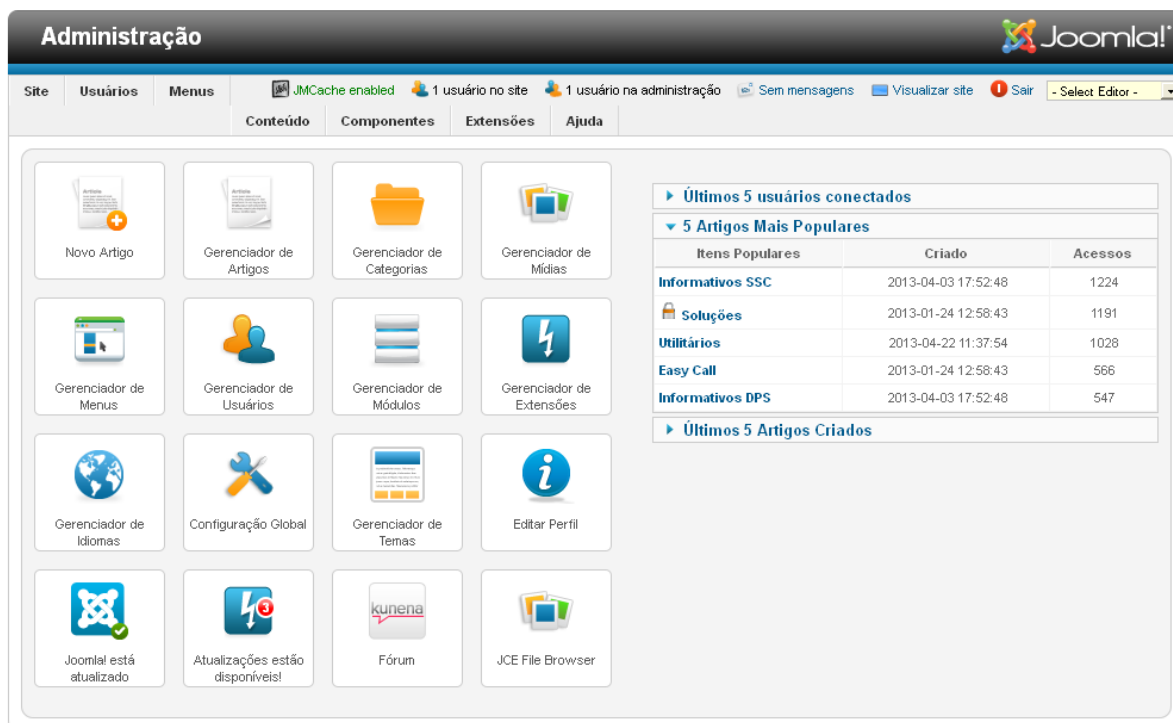 Administração
Joomla!
Site Usuários Menus JMCache enabled 1 usuário no site 1 usuário na administração Sem mensagens Visualizar site Sair - Select Editor -
Conteúdo Componentes Extensões Ajuda
Novo Artigo
Gerenciador de
Artigos
Gerenciador de
Categorias
Gerenciador de
Mídias
Gerenciador de
Menus
Gerenciador de
Usuários
Gerenciador de
Módulos
Gerenciador de
Extensões
Gerenciador de
Idiomas
Configuração Global
Gerenciador de
Temas
Editar Perfil
Joomla! está
atualizado
3
Atualizações estão
disponíveis!
kunena
Fórum
JCE File Browser
Últimos 5 usuários conectados
5 Artigos Mais Populares
Itens Populares Criado Acessos
Informativos SSC 2013-04-03 17:52:48 1224
Soluções 2013-01-24 12:58:43 1191
Utilitários 2013-04-22 11:37:54 1028
Easy Call 2013-01-24 12:58:43 566
Informativos DPS 2013-04-03 17:52:48 547
Últimos 5 Artigos Criados